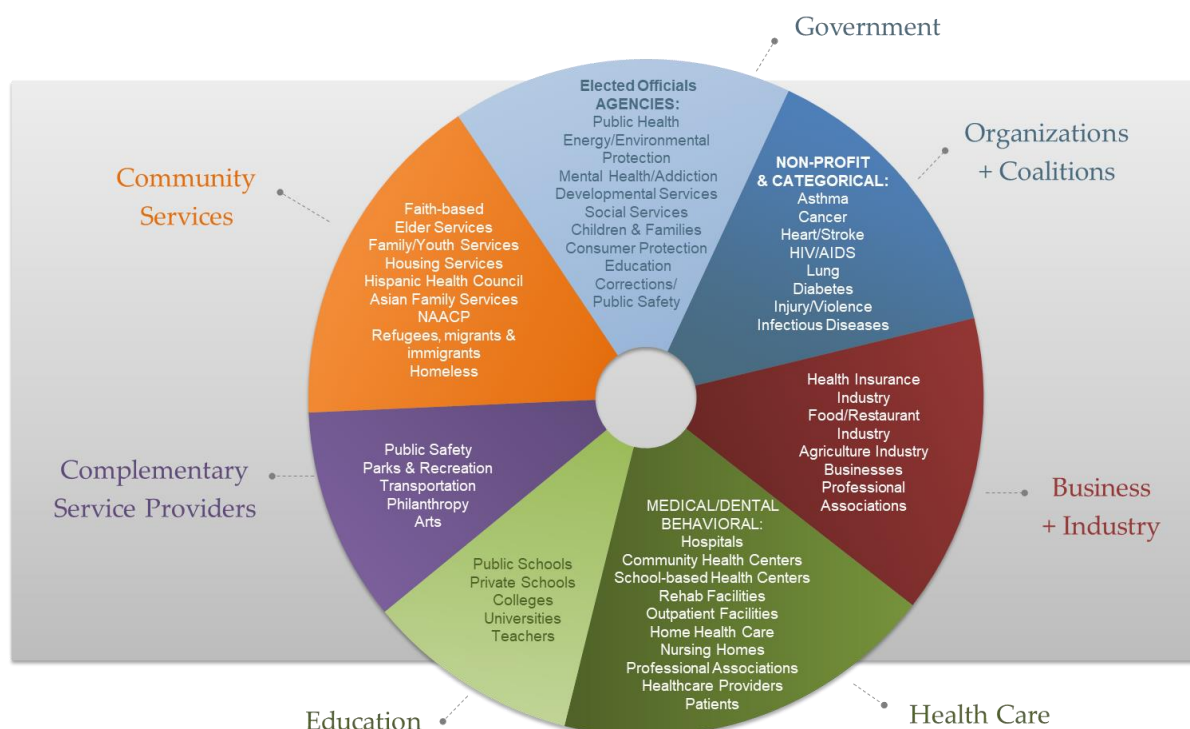 Government
Elected Officials
AGENCIES:
Public Health
Energy/Environmental
Protection
Mental Health/Addiction
Developmental Services
Social Services
Children & Families
Consumer Protection
Education
Corrections/
Public Safety
Organizations
+ Coalitions
NON-PROFIT
& CATEGORICAL:
Asthma
Cancer
Heart/Stroke
HIV/AIDS
Lung
Diabetes
Injury/Violence
Infectious Diseases
Business
+ Industry
Health Insurance
Industry
Food/Restaurant
Industry
Agriculture Industry
Businesses
Professional
Associations
Health Care
MEDICAL/DENTAL
BEHAVIORAL:
Hospitals
Community Health Centers
School-based Health Centers
Rehab Facilities
Outpatient Facilities
Home Health Care
Nursing Homes
Professional Associations
Healthcare Providers
Patients
Education
Public Schools
Private Schools
Colleges
Universities
Teachers
Complementary
Service Providers
Public Safety
Parks & Recreation
Transportation
Philanthropy
Arts
Community
Services
Faith-based
Elder Services
Family/Youth Services
Housing Services
Hispanic Health Council
Asian Family Services
NAACP
Refugees, migrants &
immigrants
Homeless